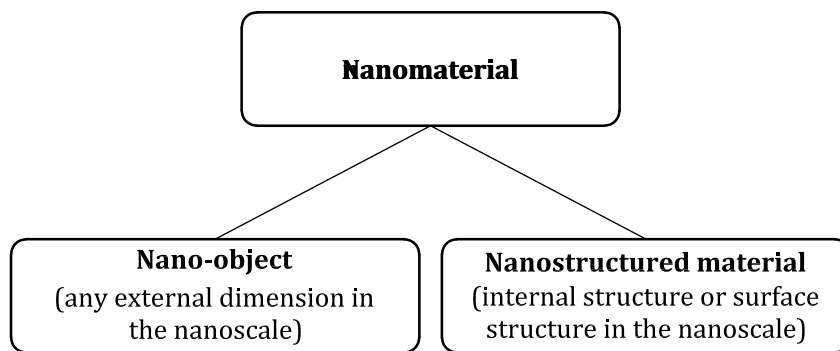 Nanomaterial
Nano-object
(any external dimension in
the nanoscale)
Nanostructured material
(internal structure or surface
structure in the nanoscale)